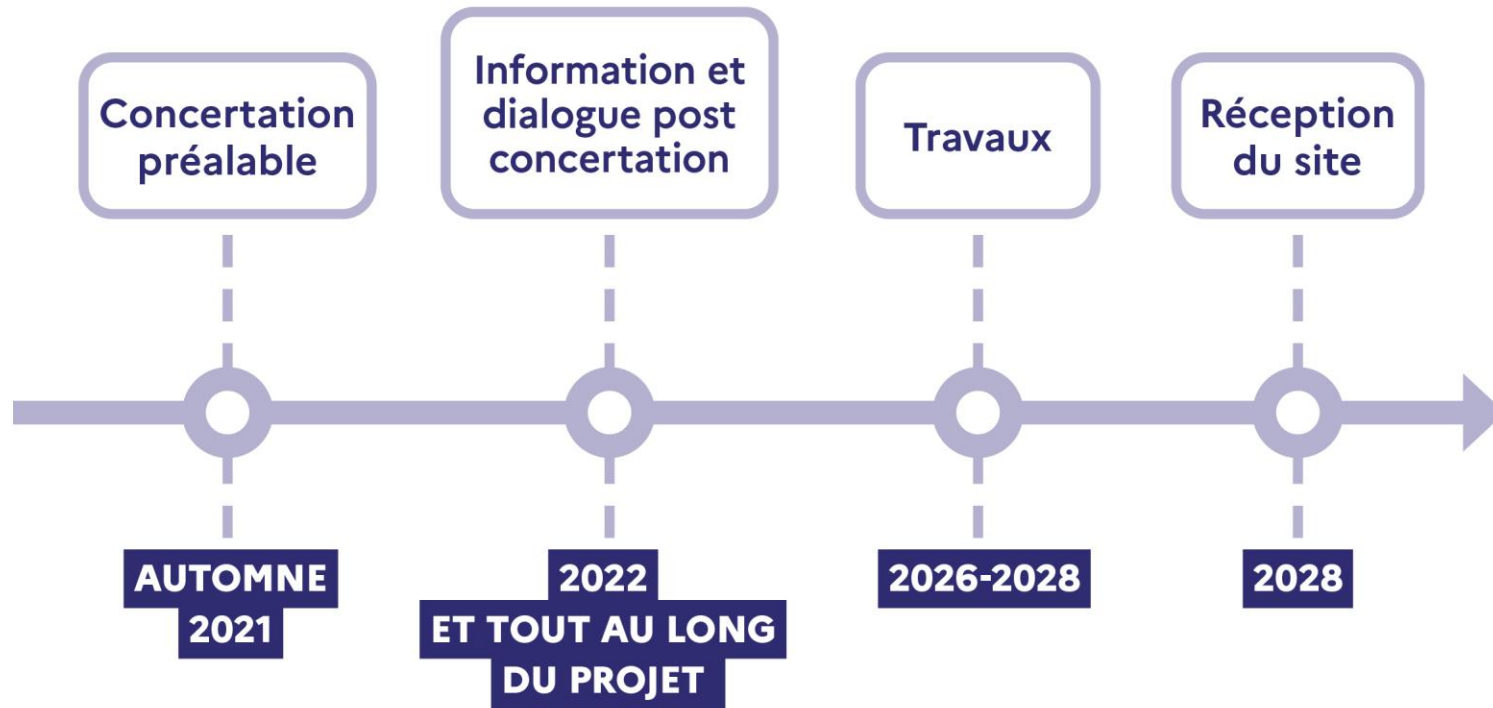 Concertation
préalable
Information et
dialogue post
concertation
Travaux
Réception
du site
AUTOMNE
2021
2022
ET TOUT AU LONG
DU PROJET
2026-2028
2028